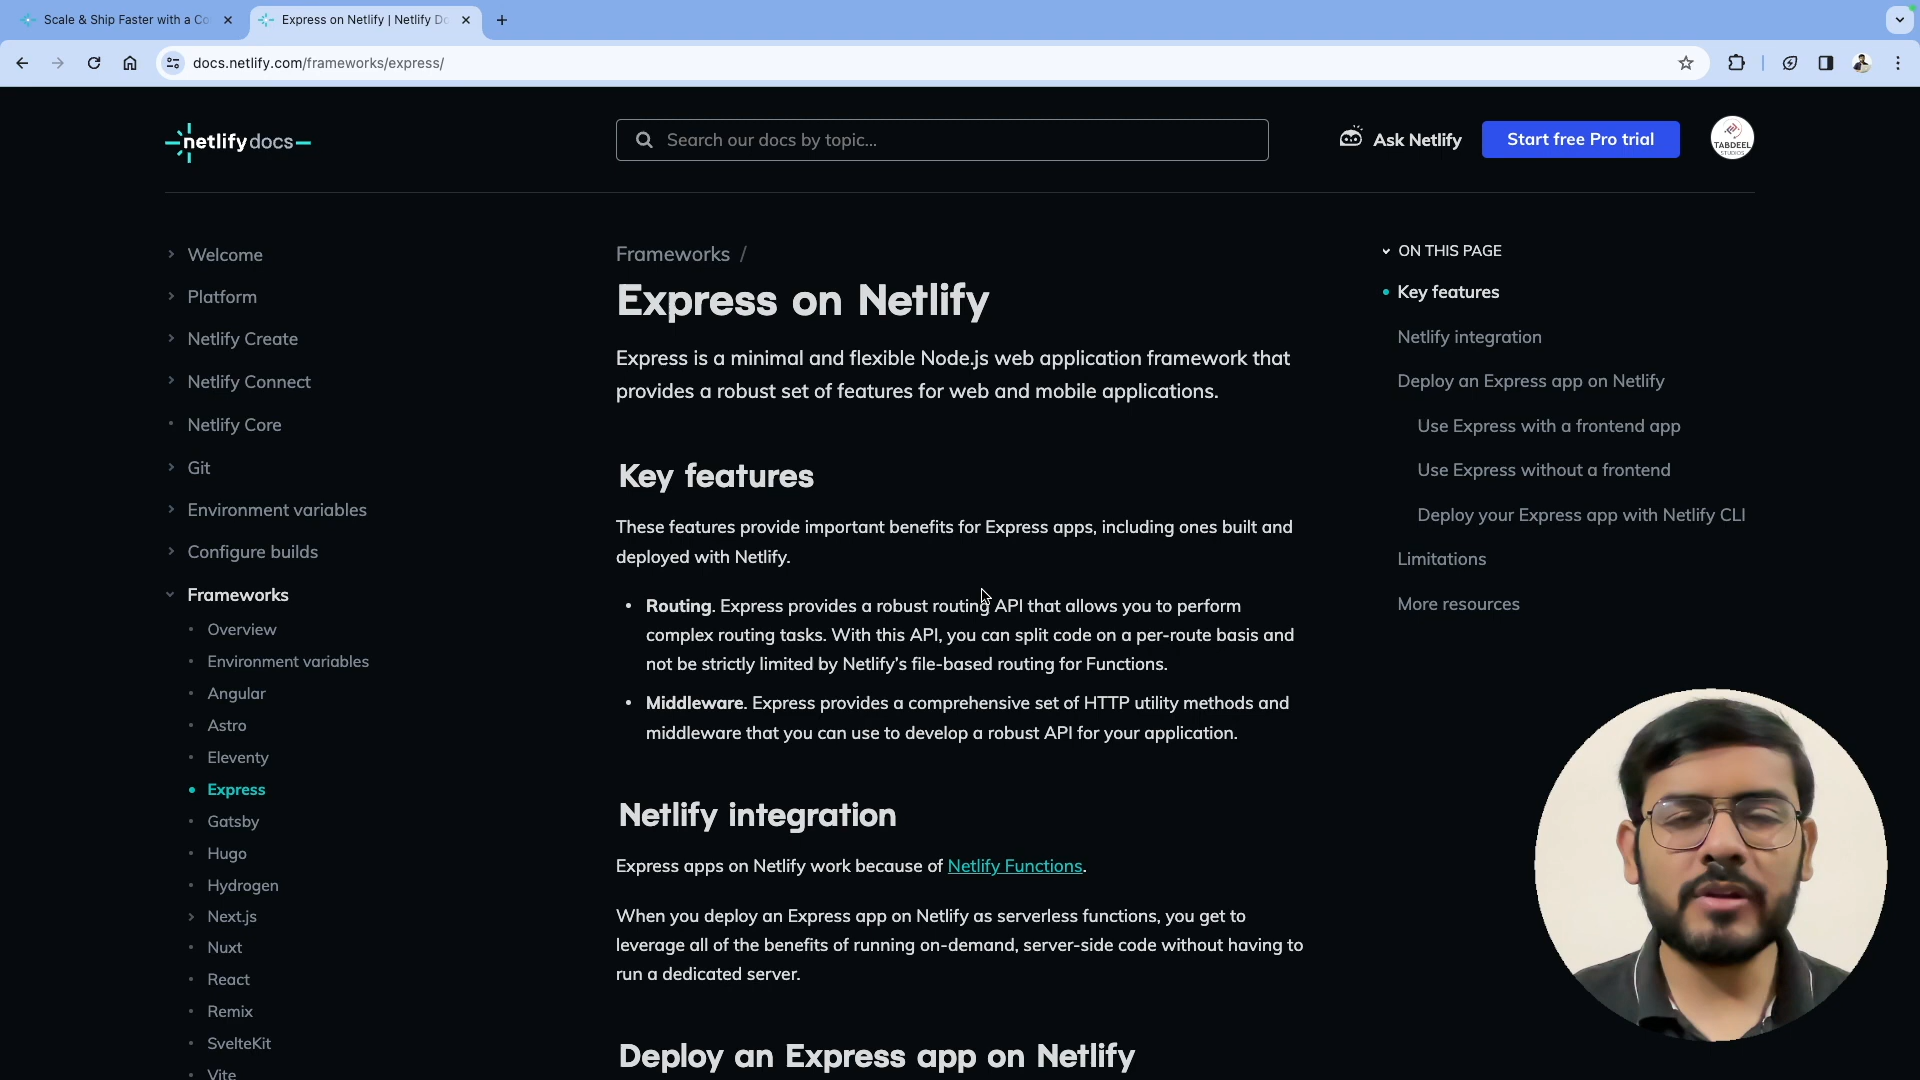 Scale & Ship Faster with a Co
Express on Netlify | Netlify Do
docs.netlify.com/frameworks/express/
netlify docs
Search our docs by topic...
Ask Netlify
Start free Pro trial
TABDEEL
STUDIOS
Welcome
Platform
Netlify Create
Netlify Connect
Netlify Core
Git
Environment variables
Configure builds
Frameworks
Overview
Environment variables
Angular
Astro
Eleventy
Express
Gatsby
Hugo
Hydrogen
Next.js
Nuxt
React
Remix
SvelteKit
Vite
Frameworks /
Express on Netlify
Express is a minimal and flexible Node.js web application framework that
provides a robust set of features for web and mobile applications.
Key features
These features provide important benefits for Express apps, including ones built and
deployed with Netlify.
• Routing. Express provides a robust routing API that allows you to perform
complex routing tasks. With this API, you can split code on a per-route basis and
not be strictly limited by Netlify’s file-based routing for Functions.
• Middleware. Express provides a comprehensive set of HTTP utility methods and
middleware that you can use to develop a robust API for your application.
Netlify integration
Express apps on Netlify work because of Netlify Functions.
When you deploy an Express app on Netlify as serverless functions, you get to
leverage all of the benefits of running on-demand, server-side code without having to
run a dedicated server.
Deploy an Express app on Netlify
ON THIS PAGE
Key features
Netlify integration
Deploy an Express app on Netlify
Use Express with a frontend app
Use Express without a frontend
Deploy your Express app with Netlify CLI
Limitations
More resources